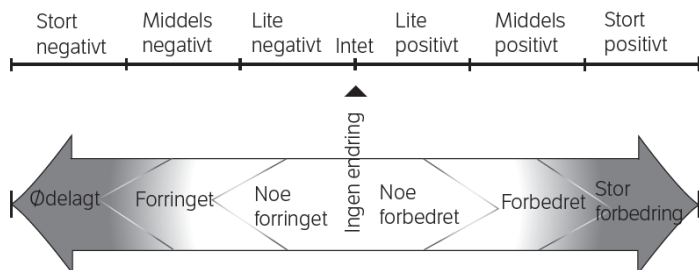 Stort
negativt
Middels
negativt
Lite
negativt
Intet
Lite
positivt
Middels
positivt
Stort
positivt
Ingen endring
Ødelagt
Forringet
Noe
forringet
Noe
forbedret
Forbedret
Stor
forbedring